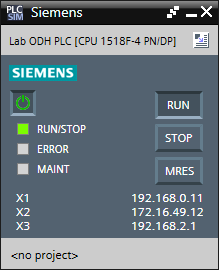 PLC SIM Siemens
Lab ODH PLC [CPU 1518F-4 PN/DP]
SIEMENS
RUN
RUN/STOP
STOP
ERROR
MAINT
MRES
X1 192.168.0.11
X2 172.16.49.12
X3 192.168.2.1
<no project>